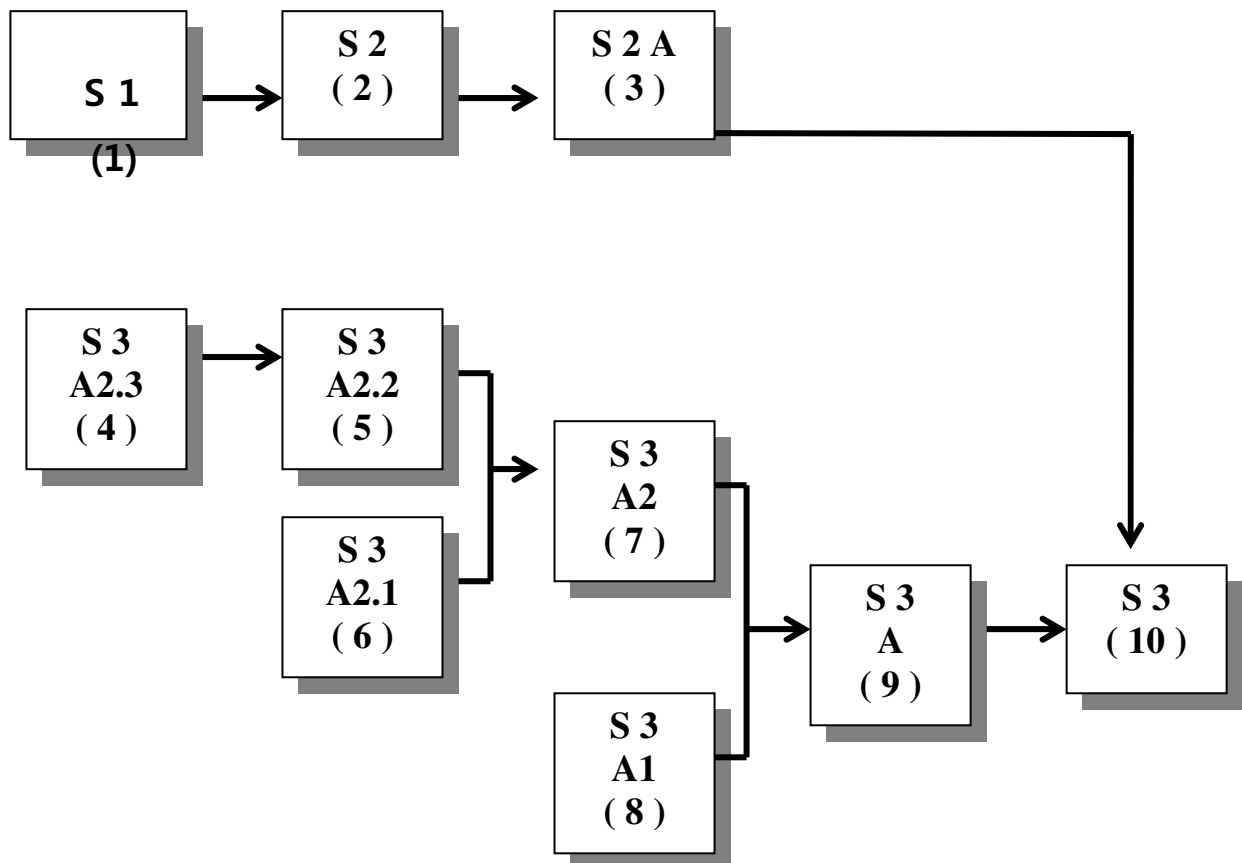 S 1
(1)
S 2
( 2 )
S 2 A
( 3 )
S 3
A2.3
( 4 )
S 3
A2.2
( 5 )
S 3
A2.1
( 6 )
S 3
A2
( 7 )
S 3
A1
( 8 )
S 3
A
( 9 )
S 3
( 10 )